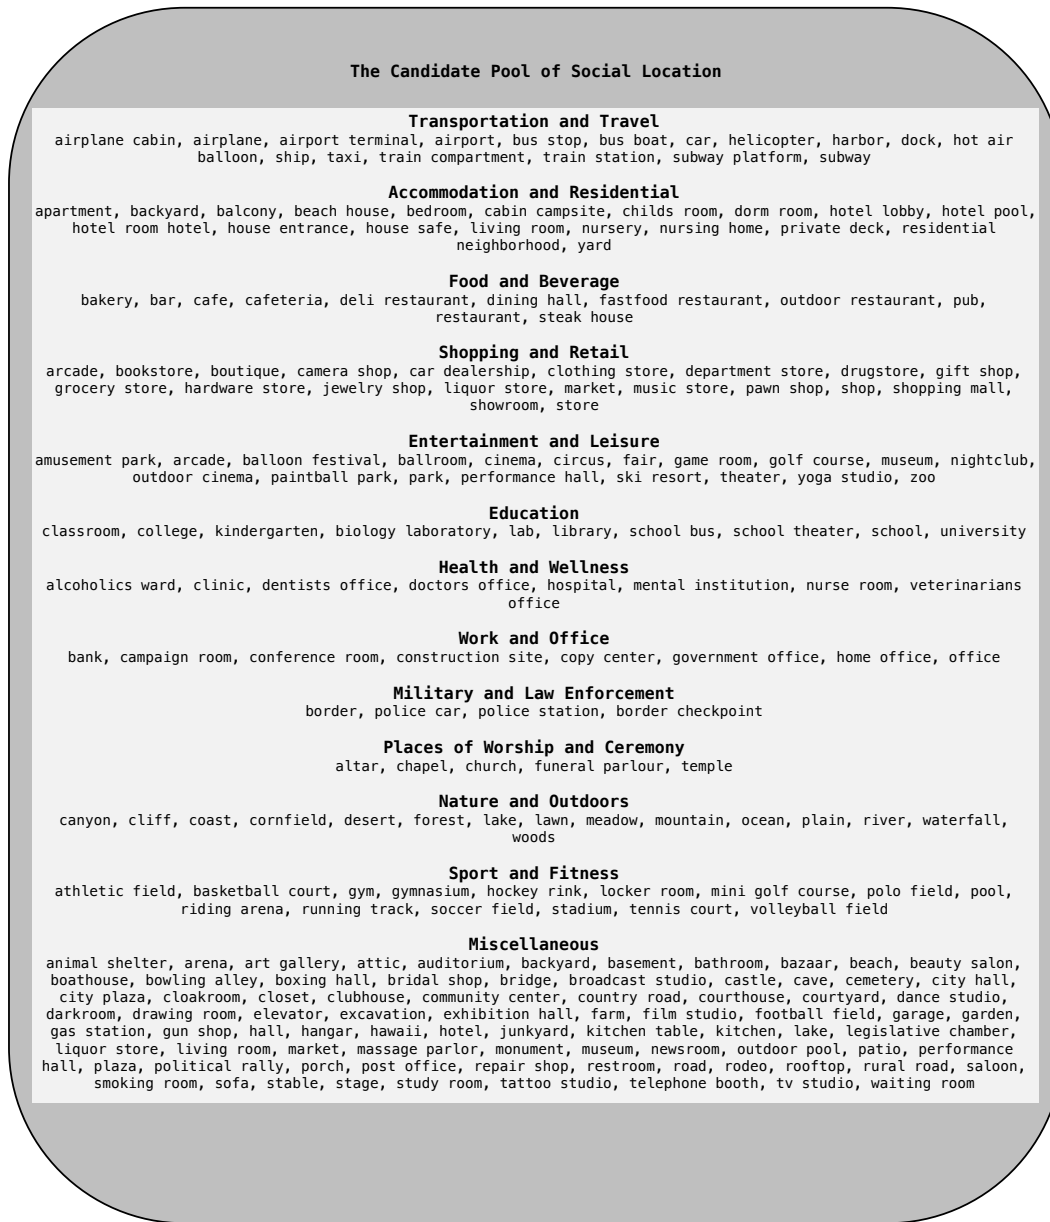 The Candidate Pool of Social Location
Transportation and Travel
airplane cabin, airplane, airport terminal, airport, bus stop, bus boat, car, helicopter, harbor, dock, hot air
balloon, ship, taxi, train compartment, train station, subway platform, subway
Accommodation and Residential
apartment, backyard, balcony, beach house, bedroom, cabin campsite, childs room, dorm room, hotel lobby, hotel pool,
hotel room hotel, house entrance, house safe, living room, nursery, nursing home, private deck, residential
neighborhood, yard
Food and Beverage
bakery, bar, cafe, cafeteria, deli restaurant, dining hall, fastfood restaurant, outdoor restaurant, pub,
restaurant, steak house
Shopping and Retail
arcade, bookstore, boutique, camera shop, car dealership, clothing store, department store, drugstore, gift shop,
grocery store, hardware store, jewelry shop, liquor store, market, music store, pawn shop, shop, shopping mall,
showroom, store
Entertainment and Leisure
amusement park, arcade, balloon festival, ballroom, cinema, circus, fair, game room, golf course, museum, nightclub,
outdoor cinema, paintball park, park, performance hall, ski resort, theater, yoga studio, zoo
Education
classroom, college, kindergarten, biology laboratory, lab, library, school bus, school theater, school, university
Health and Wellness
alcoholics ward, clinic, dentists office, doctors office, hospital, mental institution, nurse room, veterinarians
office
Work and Office
bank, campaign room, conference room, construction site, copy center, government office, home office, office
Military and Law Enforcement
border, police car, police station, border checkpoint
Places of Worship and Ceremony
altar, chapel, church, funeral parlour, temple
Nature and Outdoors
canyon, cliff, coast, cornfield, desert, forest, lake, lawn, meadow, mountain, ocean, plain, river, waterfall,
woods
Sport and Fitness
athletic field, basketball court, gym, gymnasium, hockey rink, locker room, mini golf course, polo field, pool,
riding arena, running track, soccer field, stadium, tennis court, volleyball field
Miscellaneous
animal shelter, arena, art gallery, attic, auditorium, backyard, basement, bathroom, bazaar, beach, beauty salon,
boathouse, bowling alley, boxing hall, bridal shop, bridge, broadcast studio, castle, cave, cemetery, city hall,
city plaza, cloakroom, closet, clubhouse, community center, country road, courthouse, courtyard, dance studio,
darkroom, drawing room, elevator, excavation, exhibition hall, farm, film studio, football field, garage, garden,
gas station, gun shop, hall, hangar, hawaii, hotel, junkyard, kitchen table, kitchen, lake, legislative chamber,
liquor store, living room, market, massage parlor, monument, museum, newsroom, outdoor pool, patio, performance
hall, plaza, political rally, porch, post office, repair shop, restroom, road, rodeo, rooftop, rural road, saloon,
smoking room, sofa, stable, stage, study room, tattoo studio, telephone booth, tv studio, waiting room